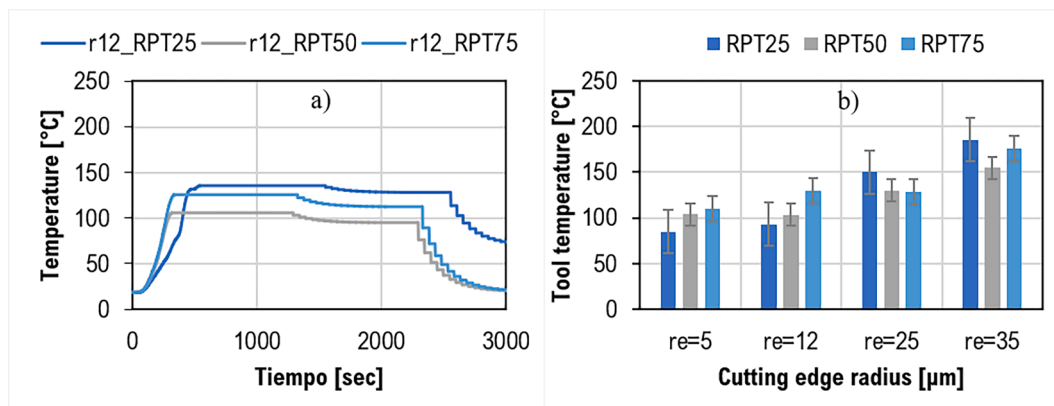 r12_RPT25 r12_RPT50 r12_RPT75
250
200
150
100
50
0
Temperature [°C]
a)
0 1000 2000 3000
Tiempo [sec]
RPT25 RPT50 RPT75
250
200
150
100
50
0
Tool temperature [°C]
b)
re=5 re=12 re=25 re=35
Cutting edge radius [µm]